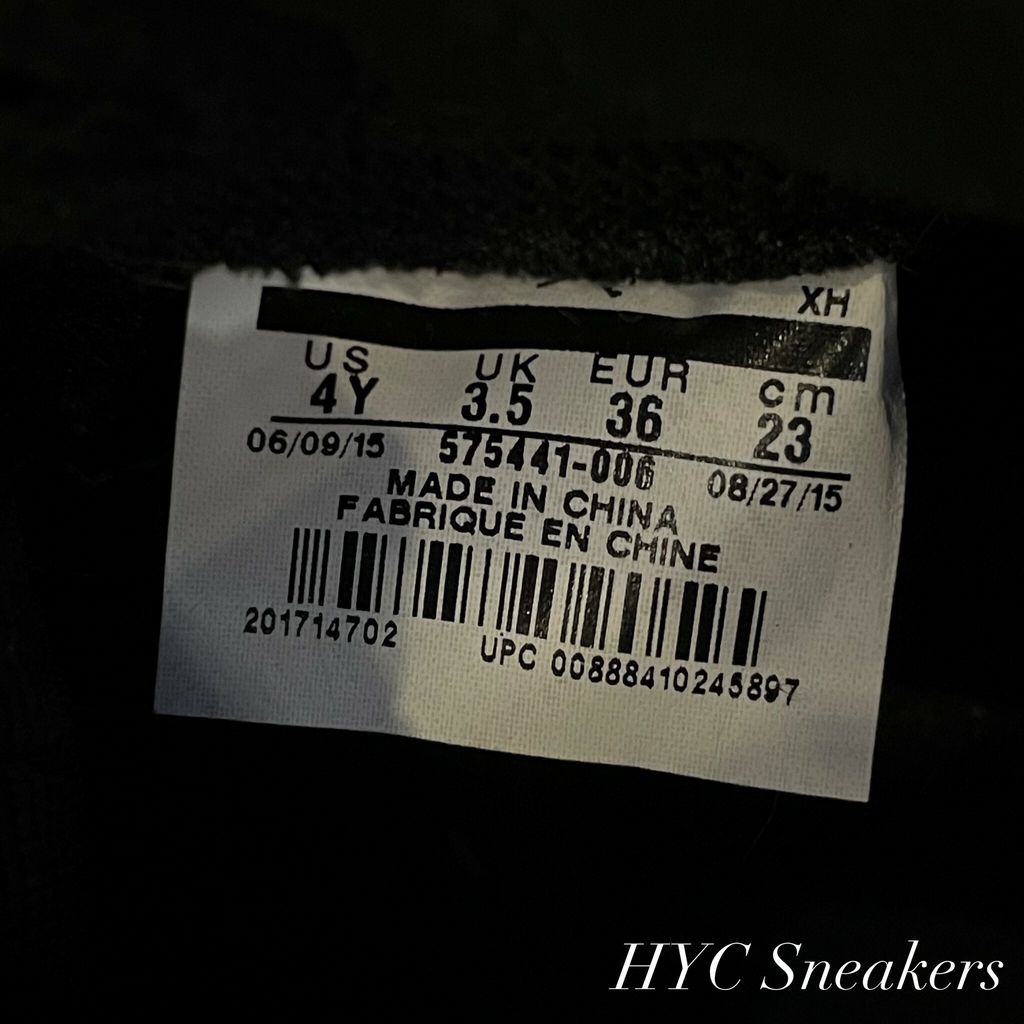 XH
US UK EUR cm
4Y 3.5 36 23
06/09/15 575441-006 08/27/15
MADE IN CHINA
FABRIQUE EN CHINE
201714702 UPC 00888410245897
HYC Sneakers